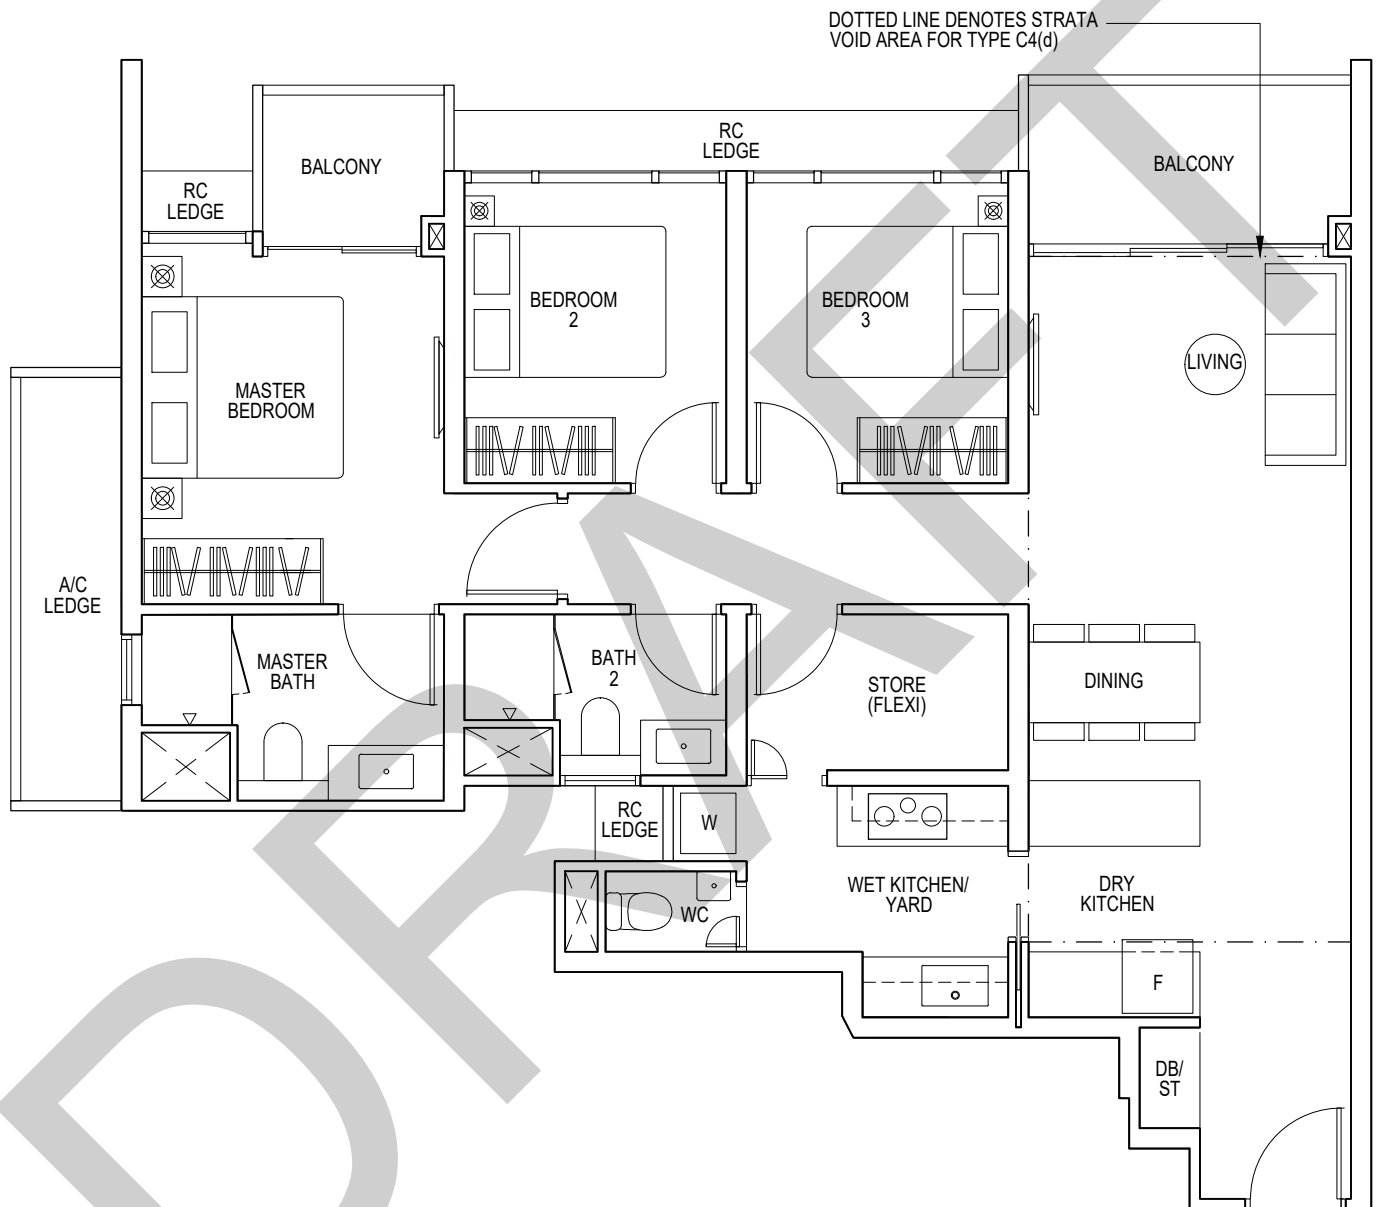 DOTTED LINE DENOTES STRATA
VOID AREA FOR TYPE C4(d)
RC
LEDGE
BALCONY
BALCONY
RC
LEDGE
BEDROOM
2
BEDROOM
3
LIVING
MASTER
BEDROOM
A/C
LEDGE
MASTER
BATH
BATH
2
STORE
(FLEXI)
DINING
RC
LEDGE
W
WET KITCHEN/
YARD
DRY
KITCHEN
WC
F
DB/
ST
DRAFT